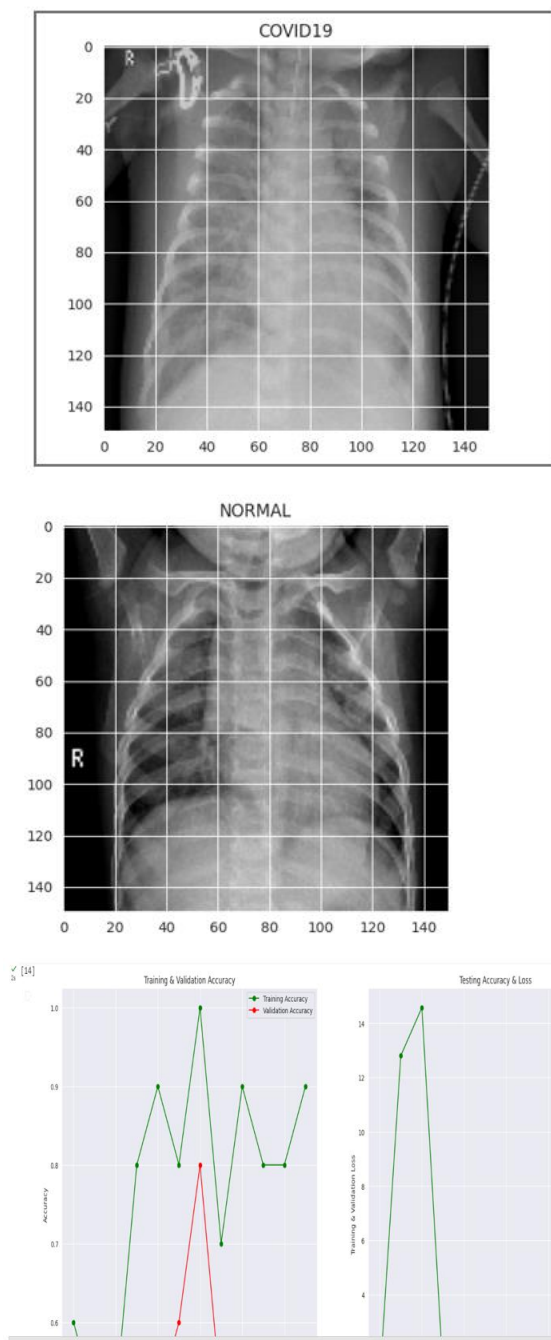 COVID19
R
0
20
40
60
80
100
120
140
0 20 40 60 80 100 120 140
NORMAL
0
20
40
60
80
R
100
120
140
0 20 40 60 80 100 120 140
[14]
Training & Validation Accuracy
Training Accuracy
Validation Accuracy
1.0
0.9
0.8
0.7
0.6
Accuracy
Testing Accuracy & Loss
14
12
10
8
6
4
Training & Validation Loss